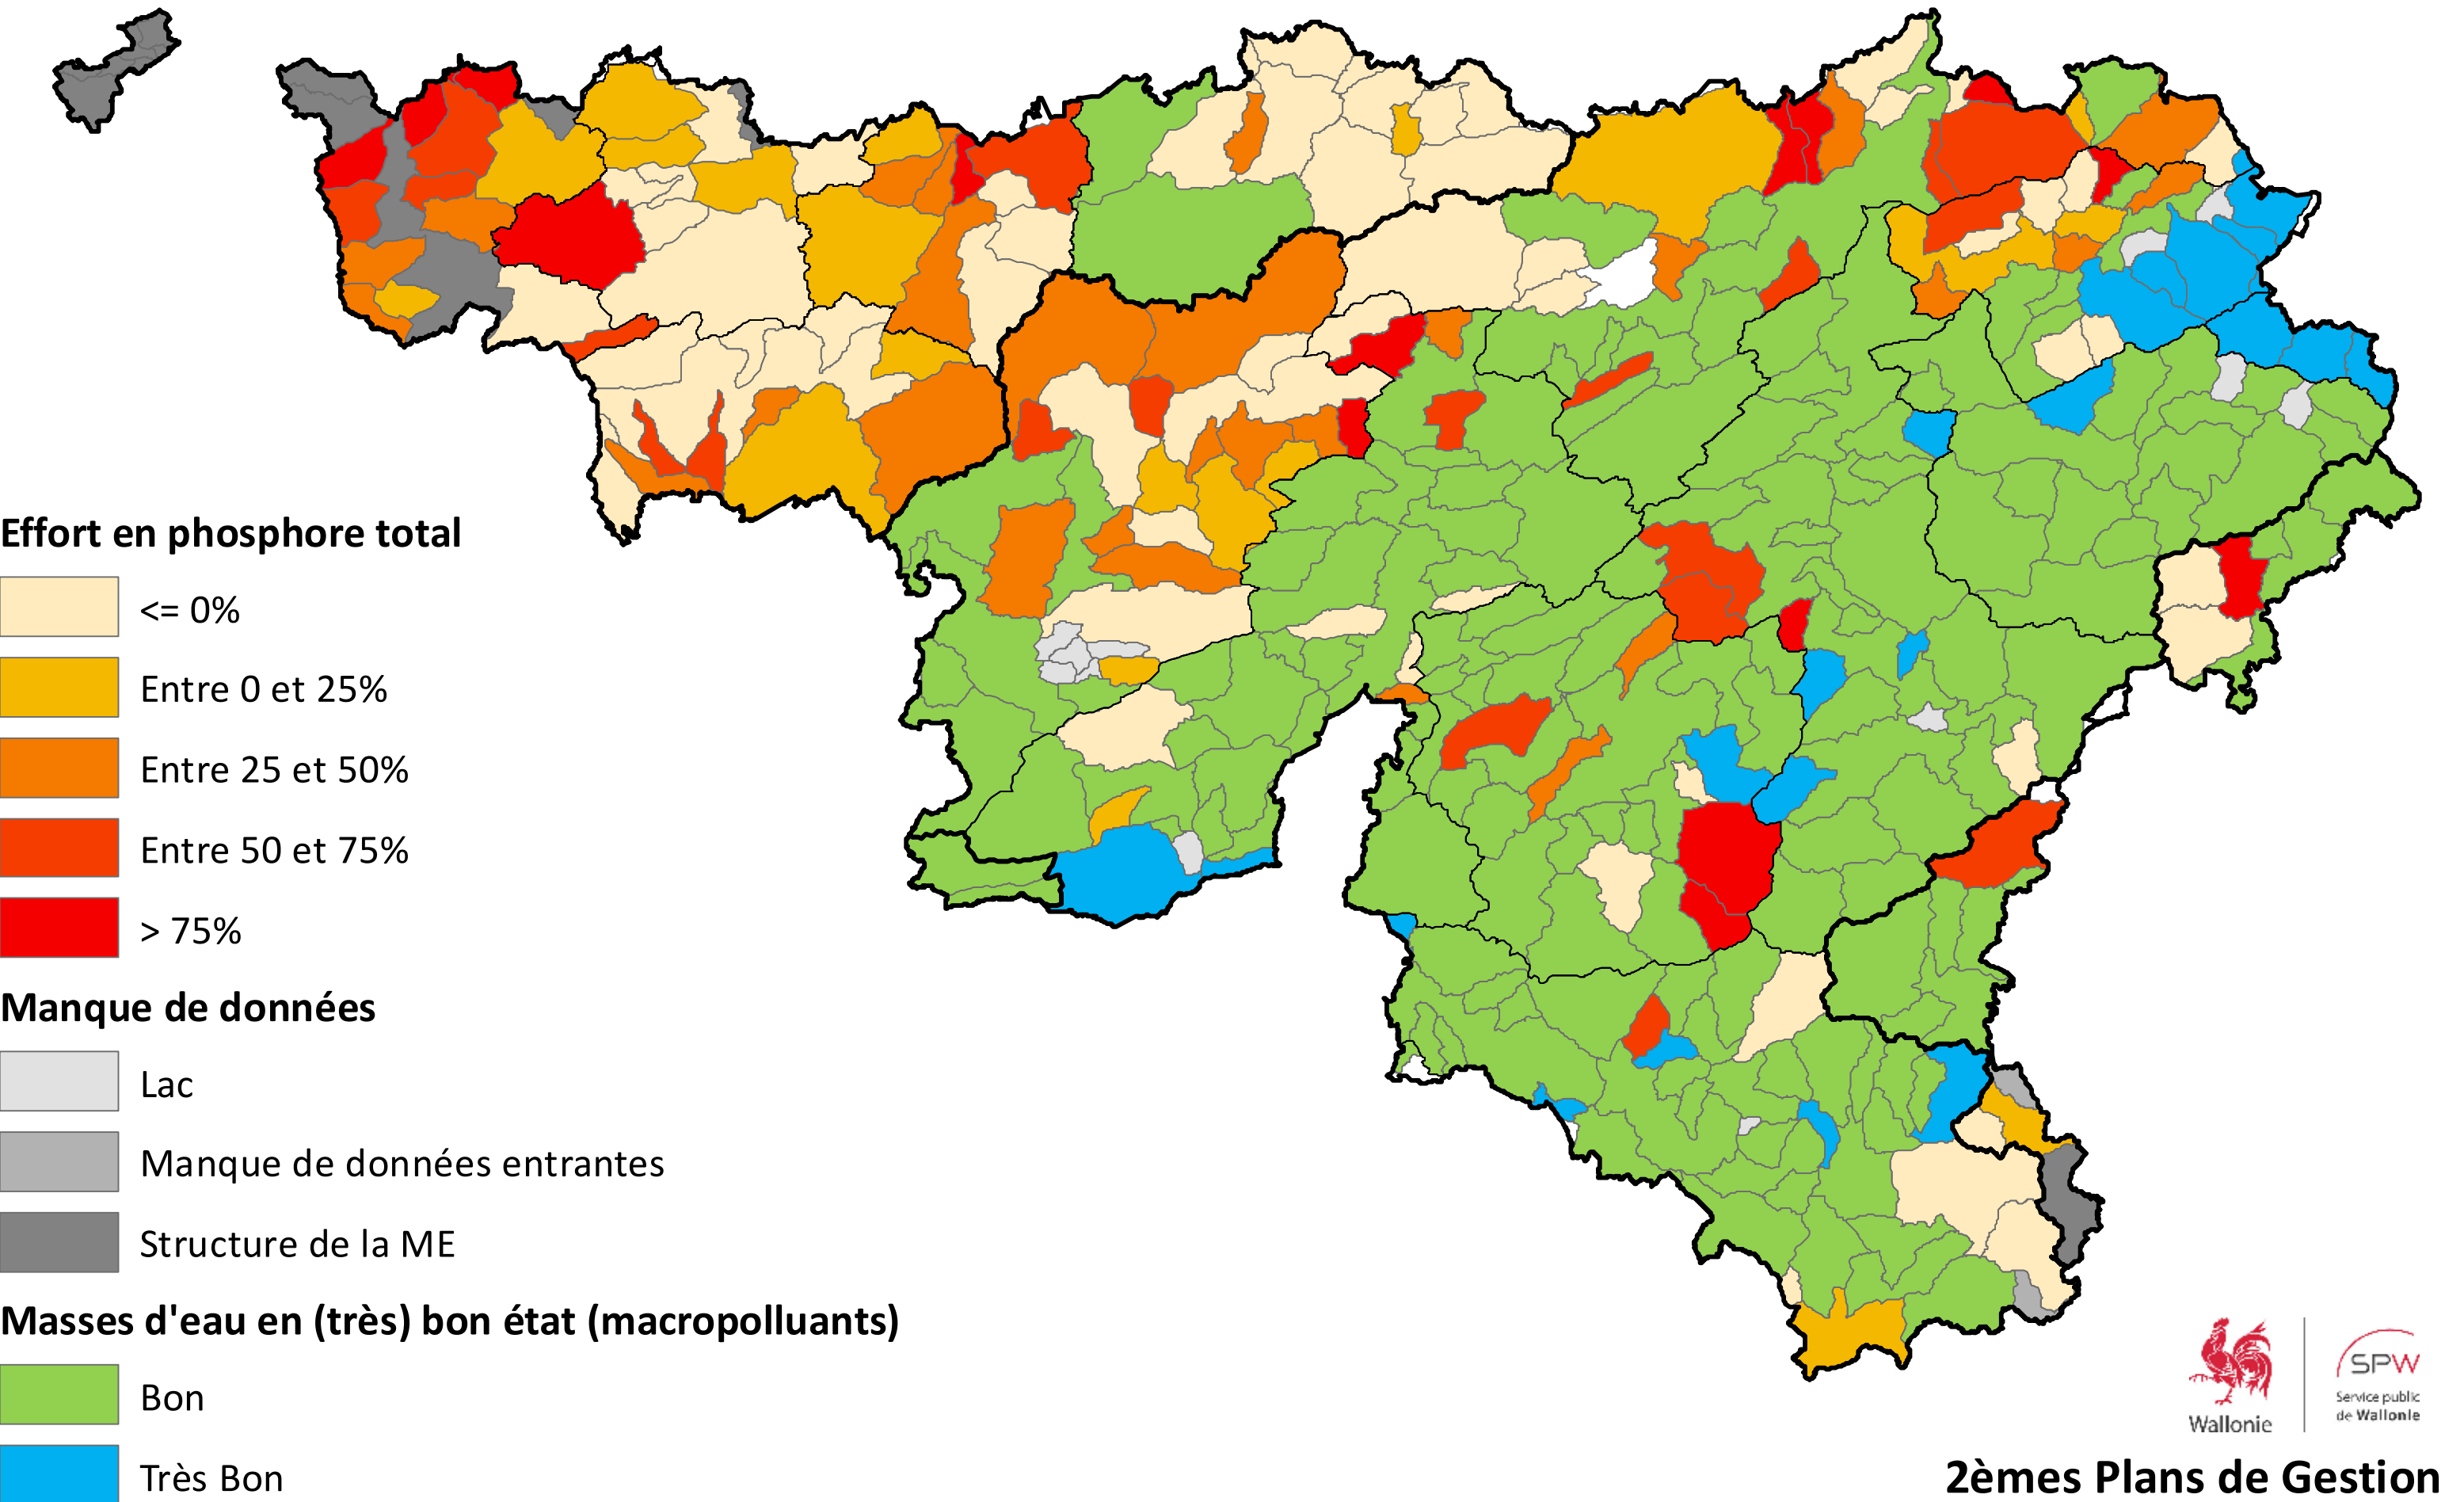 Effort en phosphore total
<= 0%
Entre 0 et 25%
Entre 25 et 50%
Entre 50 et 75%
> 75%
Manque de données
Lac
Manque de données entrantes
Structure de la ME
Masses d'eau en (très) bon état (macropolluants)
Bon
Très Bon
Wallonie
SPW
Service public
de Wallonie
2èmes Plans de Gestion